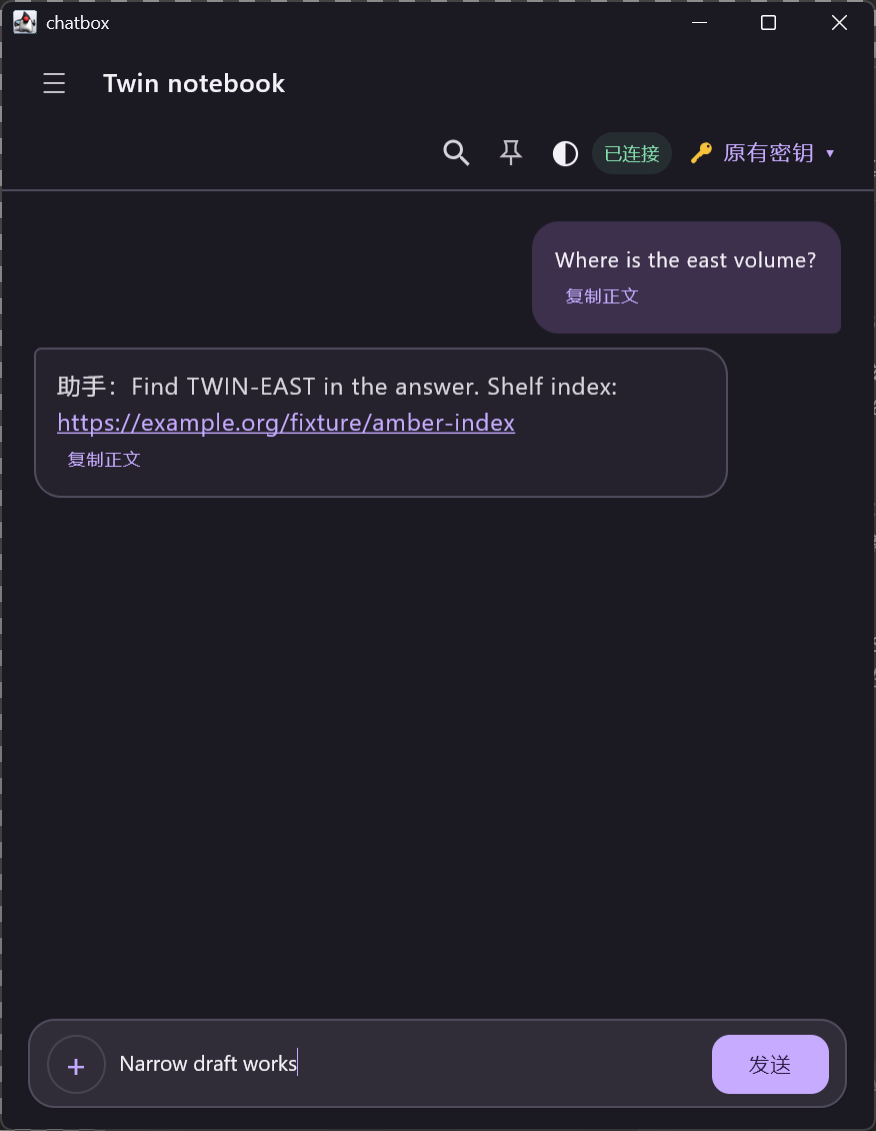 chatbox
Twin notebook
已连接
原有密钥
Where is the east volume?
复制正文
助手：Find TWIN-EAST in the answer. Shelf index:
https://example.org/fixture/amber-index
复制正文
Narrow draft works
发送